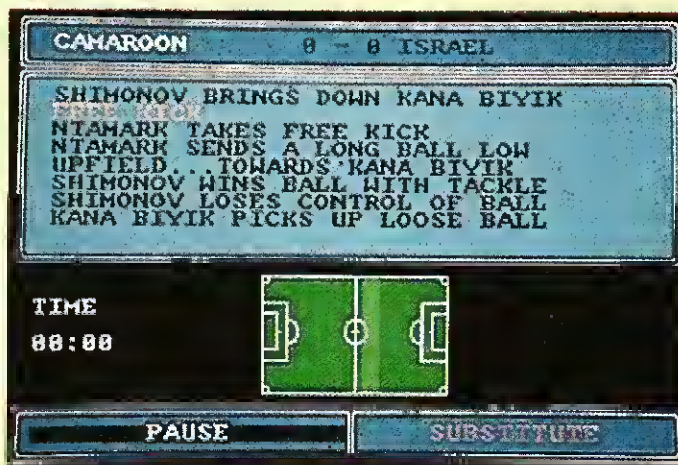 CAMAROON 0 - 0 ISRAEL
SHIMONOV BRINGS DOWN KANA BIYIK
FREE KICK
NTAMARK TAKES FREE KICK
NTAMARK SENDS A LONG BALL LOW
UPFIELD...TOWARDS KANA BIYIK
SHIMONOV WINS BALL WITH TACKLE
SHIMONOV LOSES CONTROL OF BALL
KANA BIYIK PICKS UP LOOSE BALL
TIME
00:00
PAUSE SUBSTITUTE